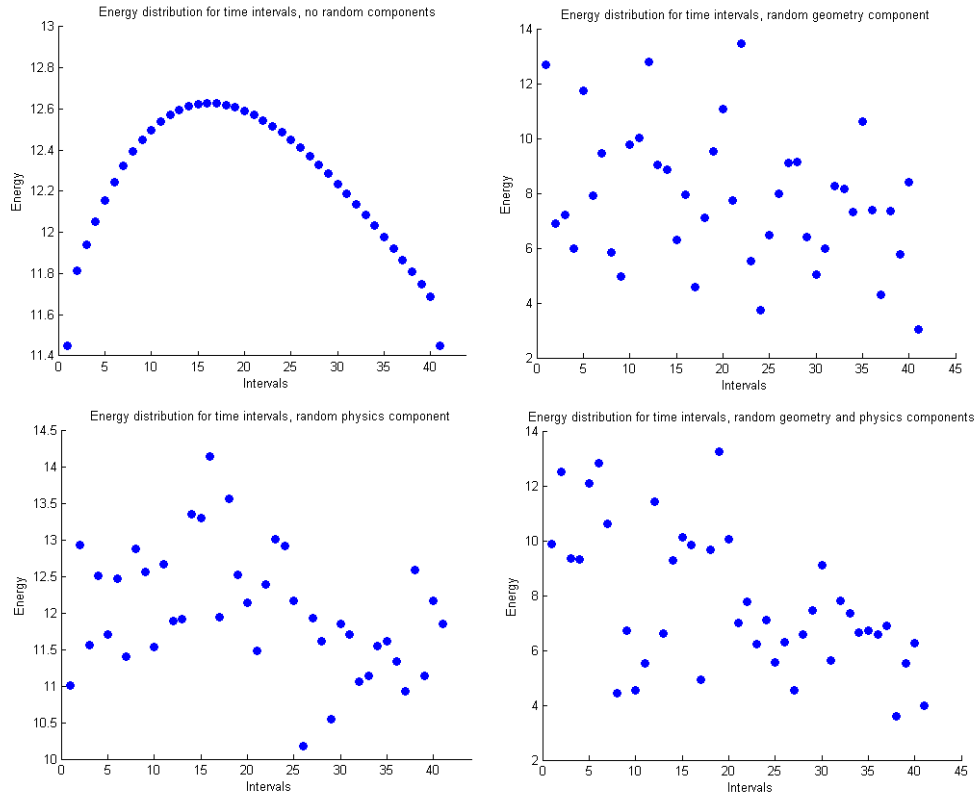 Energy distribution for time intervals, no random components
13
12.8
12.6
12.4
12.2
12
11.8
11.6
11.4
Energy
0 5 10 15 20 25 30 35 40
Intervals
Energy distribution for time intervals, random geometry component
14
12
10
8
6
4
2
Energy
0 5 10 15 20 25 30 35 40 45
Intervals
Energy distribution for time intervals, random physics component
14.5
14
13.5
13
12.5
12
11.5
11
10.5
10
Energy
0 5 10 15 20 25 30 35 40
Intervals
Energy distribution for time intervals, random geometry and physics components
14
12
10
8
6
4
2
Energy
0 5 10 15 20 25 30 35 40 45
Intervals